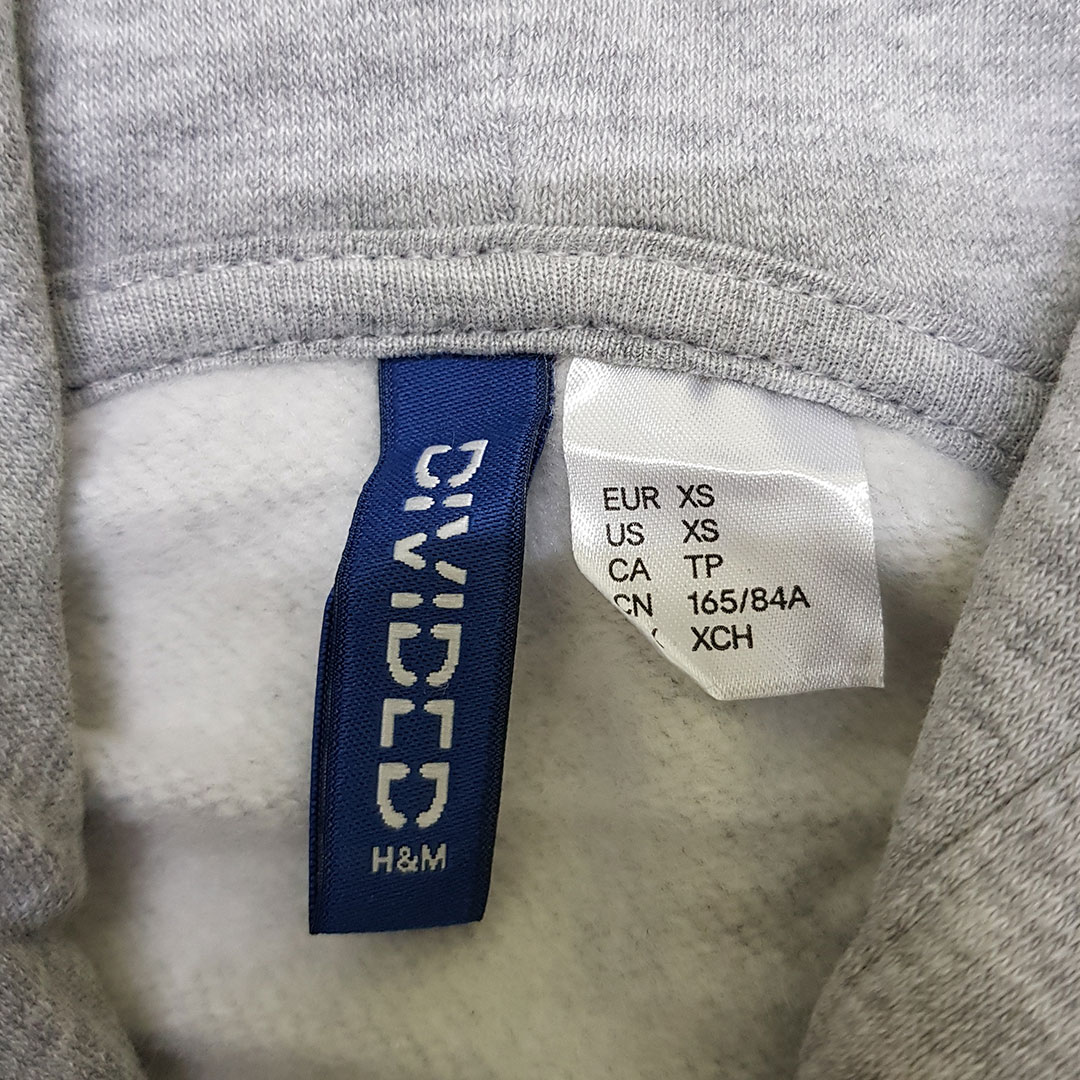 DIVIDED
H&M
EUR XS
US XS
CA TP
CN 165/84A
XCH